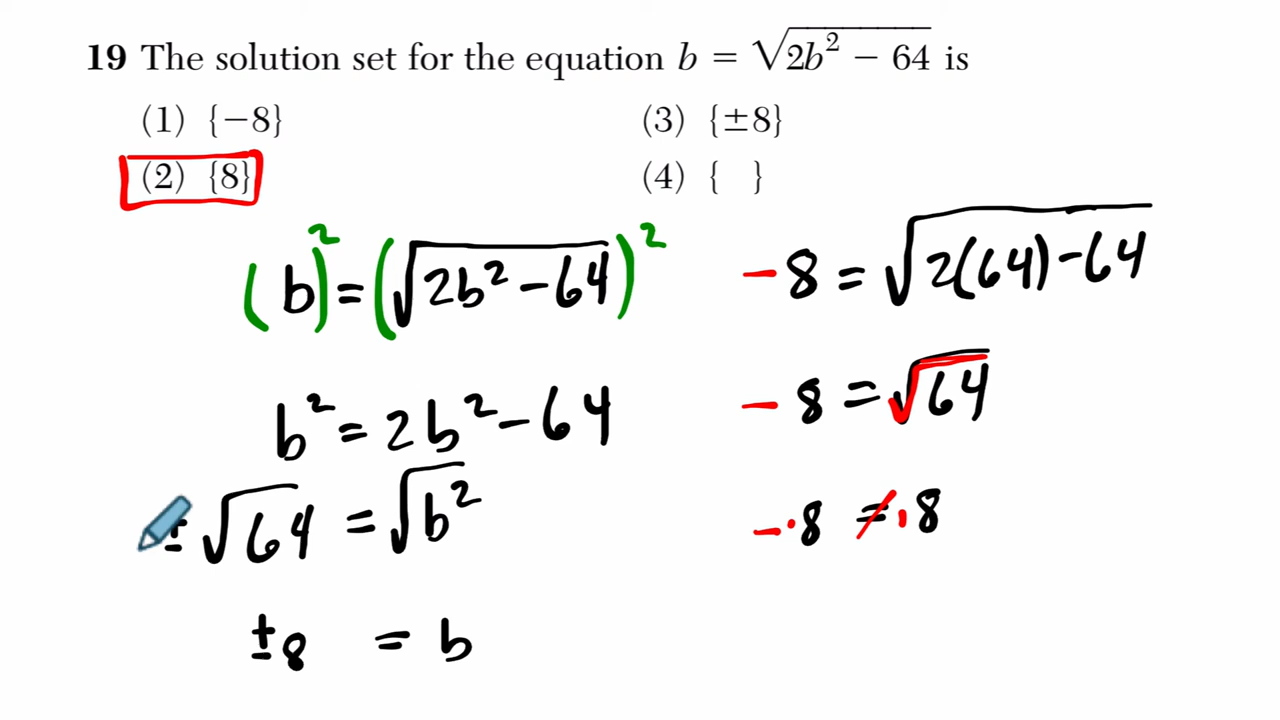 19 The solution set for the equation b = √(2b² − 64) is
(1) {−8}
(3) {±8}
(2) {8}
(4) { }
(b)² = (√(2b² − 64))²
b² = 2b² − 64
± √64 = √b²
±8 = b
−8 = √(2(64) − 64)
−8 = √64
−8 ≠ 8